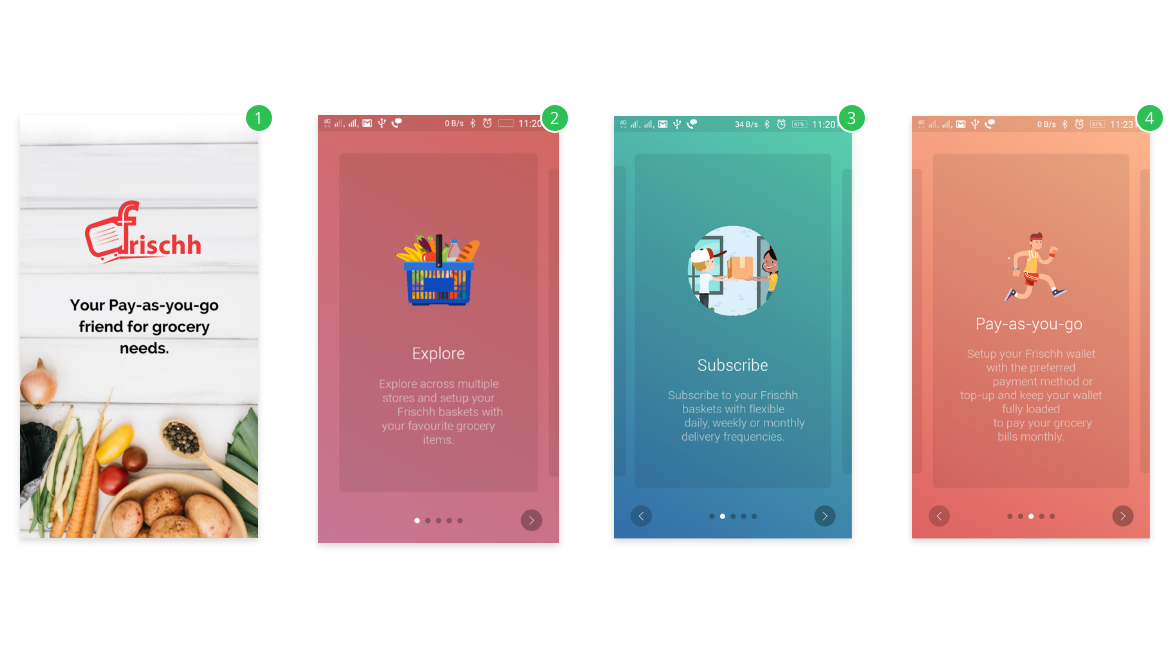 1
frischh
Your Pay-as-you-go
friend for grocery
needs.
2
0 B/s 11:20
Explore
Explore across multiple
stores and setup your
Frischh baskets with
your favourite grocery
items.
3
34 B/s 61% 11:20
Subscribe
Subscribe to your Frischh
baskets with flexible
daily, weekly or monthly
delivery frequencies.
4
0 B/s 61% 11:23
Pay-as-you-go
Setup your Frischh wallet
with the preferred
payment method or
top-up and keep your wallet
fully loaded
to pay your grocery
bills monthly.